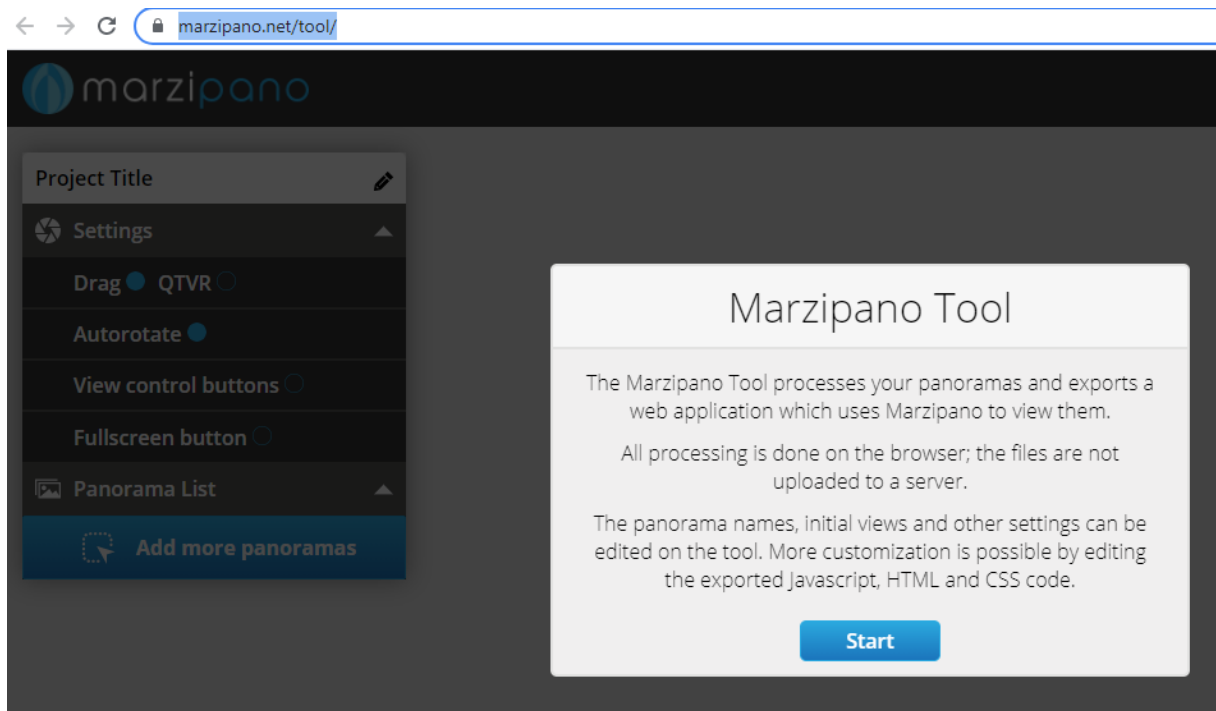 marzipano.net/tool/
marzipano
Project Title
Settings
Drag QTVR
Autorotate
View control buttons
Fullscreen button
Panorama List
Add more panoramas
Marzipano Tool
The Marzipano Tool processes your panoramas and exports a
web application which uses Marzipano to view them.
All processing is done on the browser; the files are not
uploaded to a server.
The panorama names, initial views and other settings can be
edited on the tool. More customization is possible by editing
the exported Javascript, HTML and CSS code.
Start